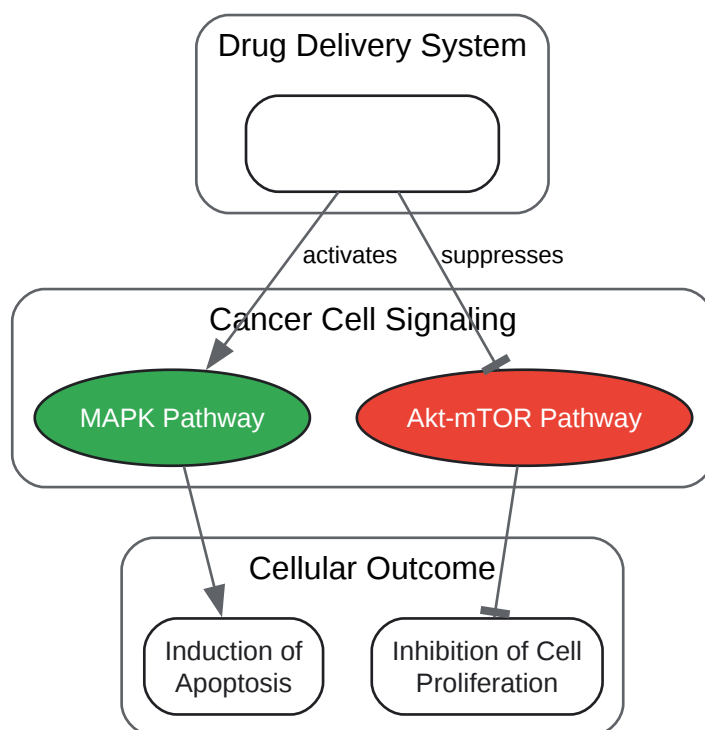 Drug Delivery System
activates
suppresses
Cancer Cell Signaling
MAPK Pathway
Akt-mTOR Pathway
Cellular Outcome
Induction of
Apoptosis
Inhibition of Cell
Proliferation